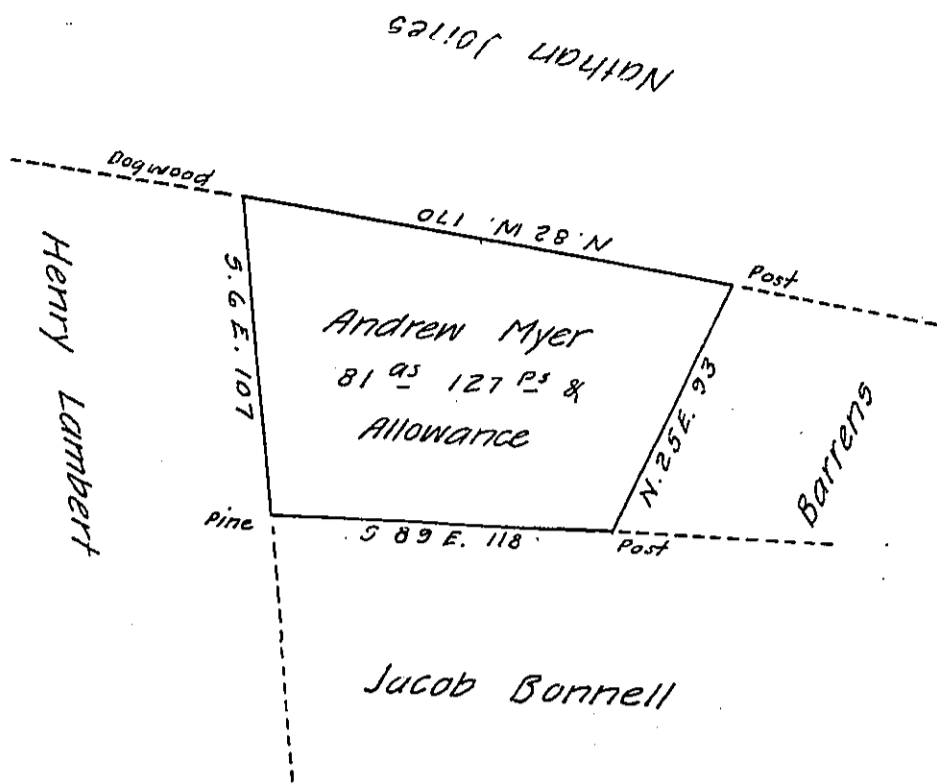 Nathan Joires
Dogwood
N. 82 W. 170
Post
Henry Lambert
S. 6 E. 107
Andrew Myer
81 as 127 ps &
Allowance
N. 25 E. 93
Barrens
Pine
S 89 E. 118
Post
Jacob Bonnell